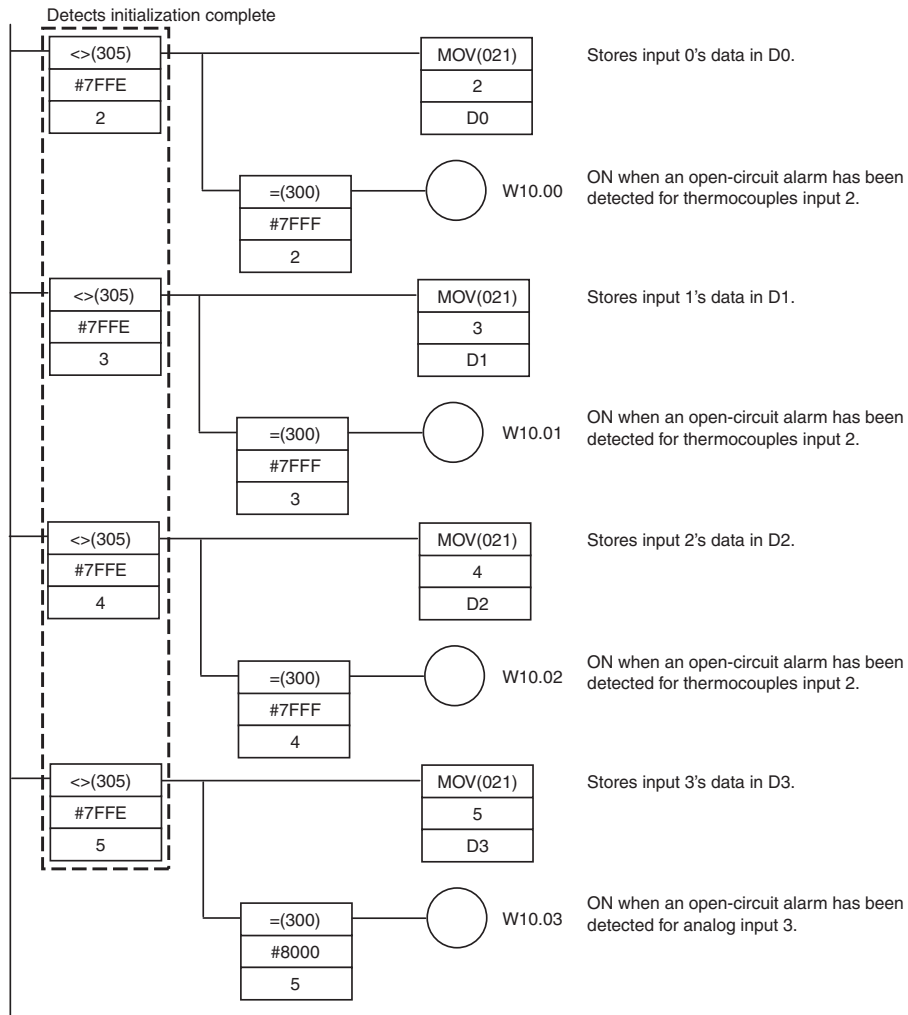 Detects initialization complete
<>(305)
#7FFE
2
MOV(021)
2
D0
Stores input 0's data in D0.
=(300)
#7FFF
2
W10.00
ON when an open-circuit alarm has been
detected for thermocouples input 2.
<>(305)
#7FFE
3
MOV(021)
3
D1
Stores input 1's data in D1.
=(300)
#7FFF
3
W10.01
ON when an open-circuit alarm has been
detected for thermocouples input 2.
<>(305)
#7FFE
4
MOV(021)
4
D2
Stores input 2's data in D2.
=(300)
#7FFF
4
W10.02
ON when an open-circuit alarm has been
detected for thermocouples input 2.
<>(305)
#7FFE
5
MOV(021)
5
D3
Stores input 3's data in D3.
=(300)
#8000
5
W10.03
ON when an open-circuit alarm has been
detected for analog input 3.